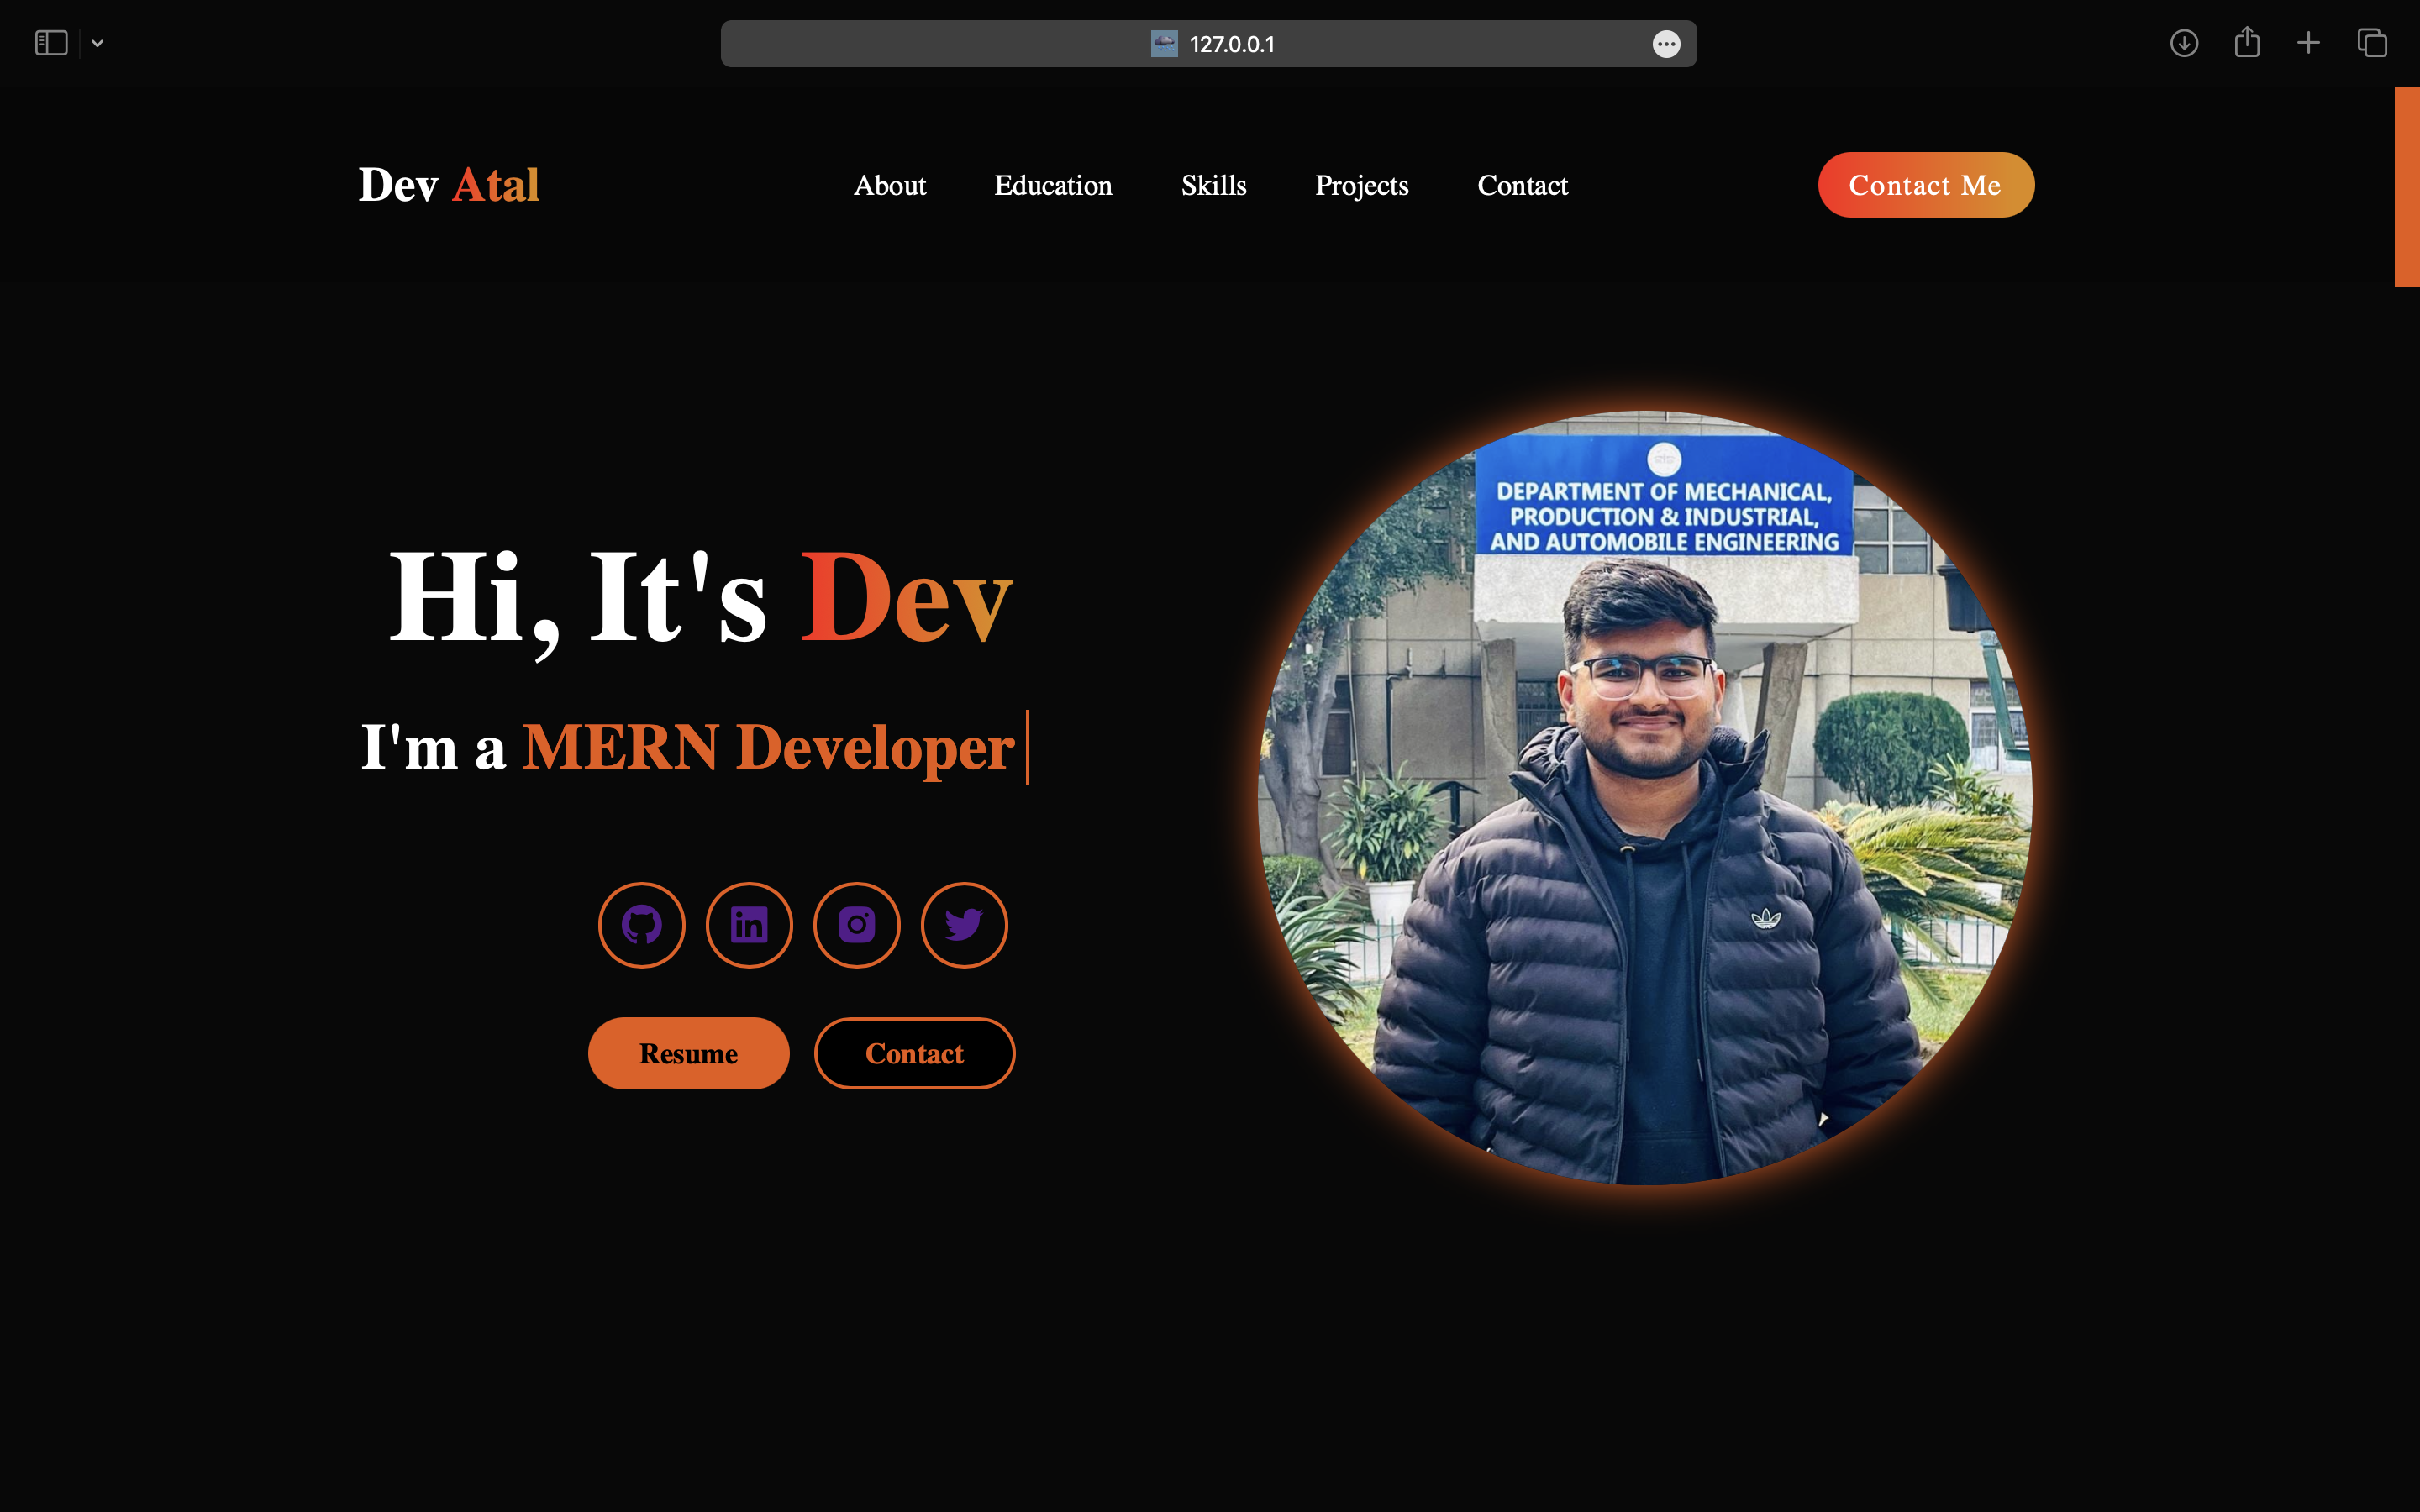 127.0.0.1
Dev Atal
About Education Skills Projects Contact
Contact Me
Hi, It's Dev
I'm a MERN Developer
in
Resume Contact
DEPARTMENT OF MECHANICAL,
PRODUCTION & INDUSTRIAL,
AND AUTOMOBILE ENGINEERING